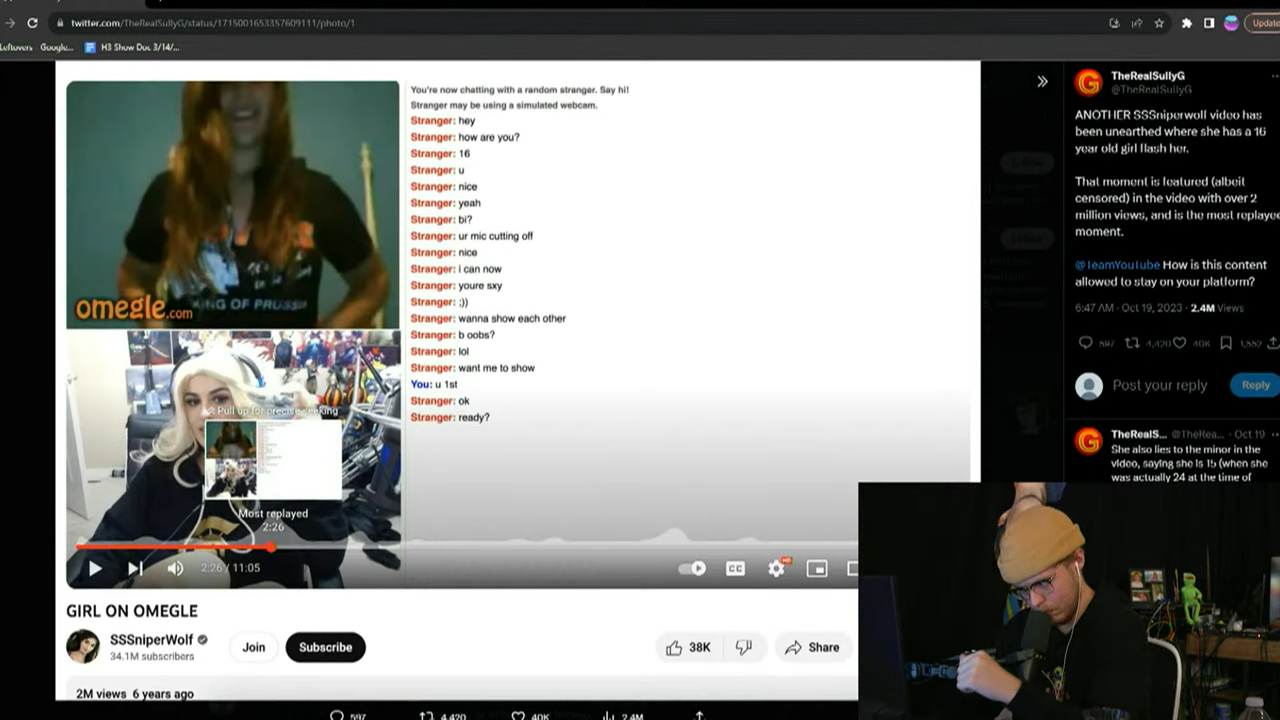 twitter.com/TheRealSullyG/status/1715001653357609111/photo/1
Update
Leftovers
Google...
H3 Show Doc 3/14/...
You're now chatting with a random stranger. Say hi!
Stranger may be using a simulated webcam.
Stranger: hey
Stranger: how are you?
Stranger: 16
Stranger: u
Stranger: nice
Stranger: yeah
Stranger: bi?
Stranger: ur mic cutting off
Stranger: nice
Stranger: i can now
Stranger: youre sxy
Stranger: ;))
Stranger: wanna show each other
Stranger: b oobs?
Stranger: lol
Stranger: want me to show
You: u 1st
Stranger: ok
Stranger: ready?
KING OF PRUSSIA
omegle.com
Pull up for precise seeking
Most replayed
2:26
2:26 / 11:05
CC
HD
GIRL ON OMEGLE
SSSniperWolf
34.1M subscribers
Join
Subscribe
38K
Share
2M views 6 years ago
597
4,420
40K
2.4M
TheRealSullyG
@TheRealSullyG
ANOTHER SSSniperwolf video has
been unearthed where she has a 16
year old girl flash her.
That moment is featured (albeit
censored) in the video with over 2
million views, and is the most replayed
moment.
@TeamYouTube How is this content
allowed to stay on your platform?
6:47 AM · Oct 19, 2023 · 2.4M Views
597
4,420
40K
1,552
Post your reply
Reply
TheRealS... @TheRea... · Oct 19
She also lies to the minor in the
video, saying she is 15 (when she
was actually 24 at the time of